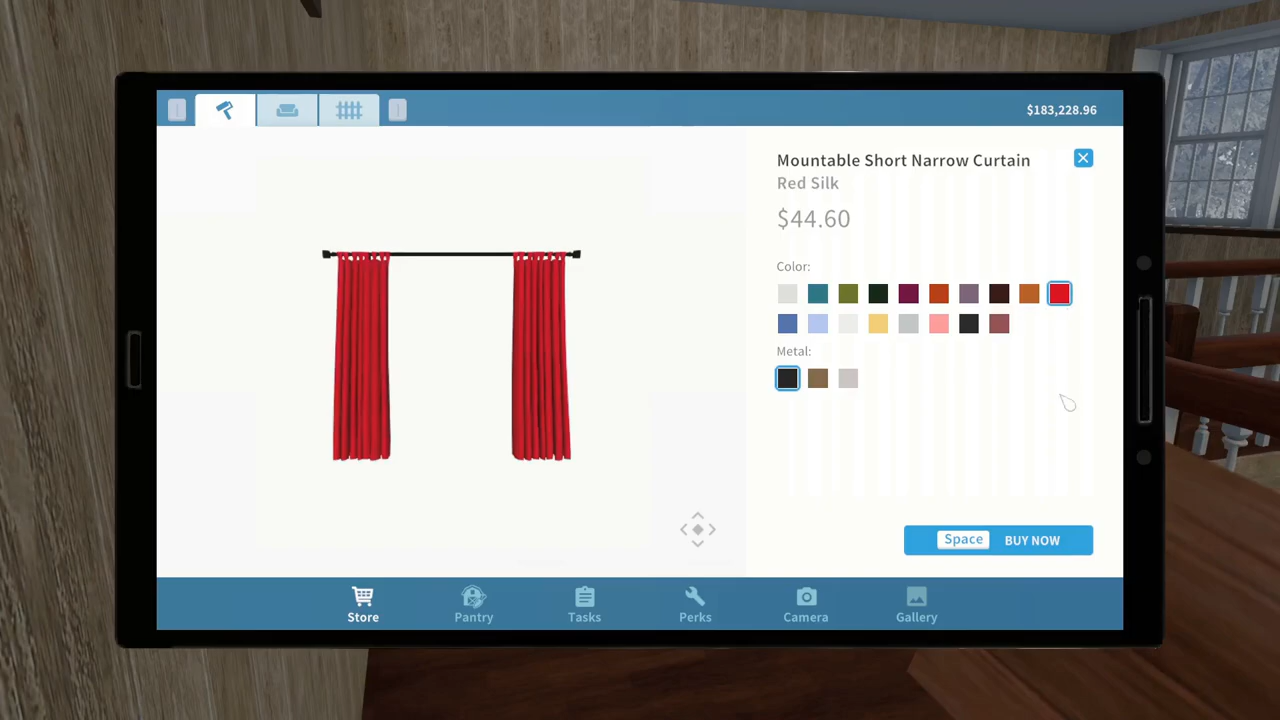 $183,228.96
Mountable Short Narrow Curtain
Red Silk
$44.60
Color:
Metal:
Space BUY NOW
Store Pantry Tasks Perks Camera Gallery